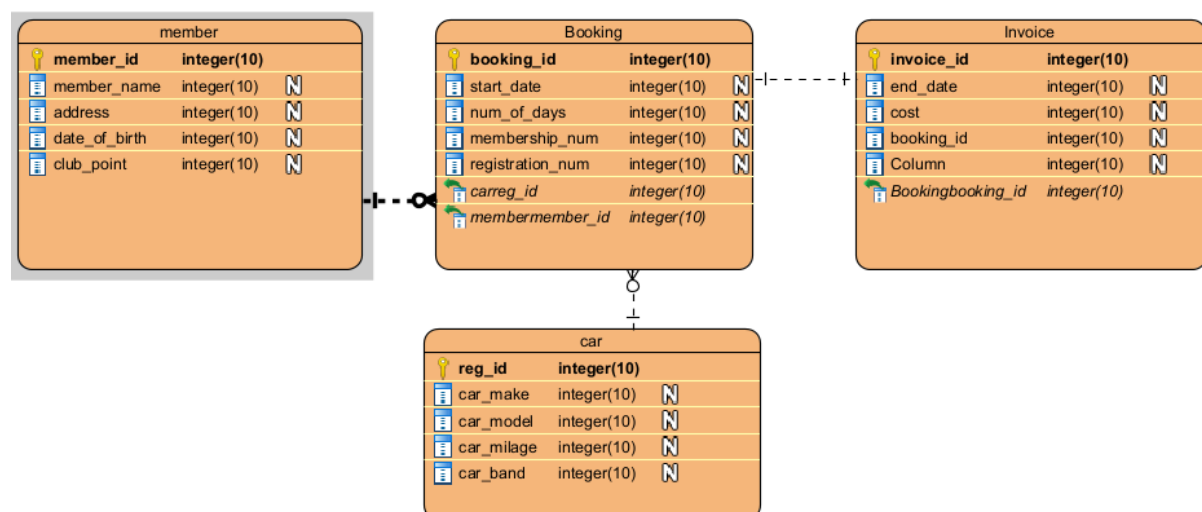 member
member_id integer(10)
member_name integer(10) N
address integer(10) N
date_of_birth integer(10) N
club_point integer(10) N
Booking
booking_id integer(10)
start_date integer(10) N
num_of_days integer(10) N
membership_num integer(10) N
registration_num integer(10) N
carreg_id integer(10)
membermember_id integer(10)
Invoice
invoice_id integer(10)
end_date integer(10) N
cost integer(10) N
booking_id integer(10) N
Column integer(10) N
Bookingbooking_id integer(10)
car
reg_id integer(10)
car_make integer(10) N
car_model integer(10) N
car_milage integer(10) N
car_band integer(10) N